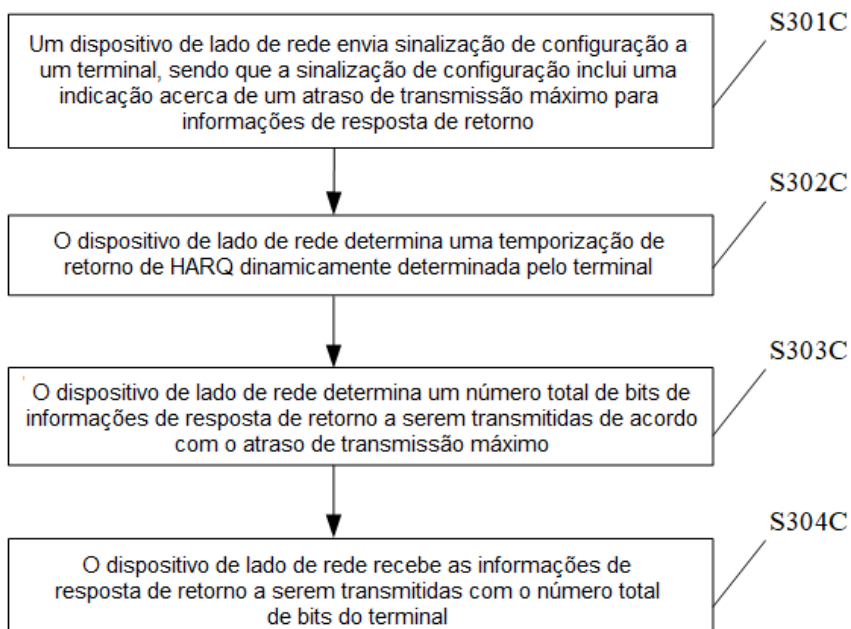 S301C
Um dispositivo de lado de rede envia sinalização de configuração a
um terminal, sendo que a sinalização de configuração inclui uma
indicação acerca de um atraso de transmissão máximo para
informações de resposta de retorno
S302C
O dispositivo de lado de rede determina uma temporização de
retorno de HARQ dinamicamente determinada pelo terminal
S303C
O dispositivo de lado de rede determina um número total de bits de
informações de resposta de retorno a serem transmitidas de acordo
com o atraso de transmissão máximo
S304C
O dispositivo de lado de rede recebe as informações de
resposta de retorno a serem transmitidas com o número total
de bits do terminal